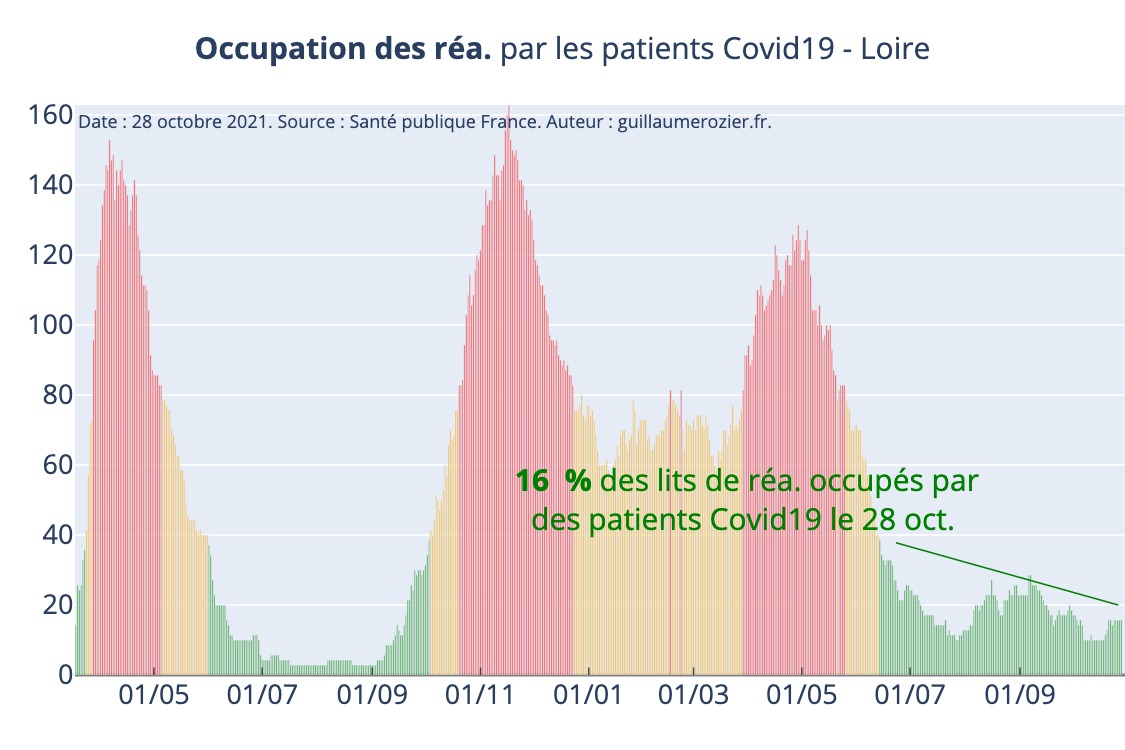 Occupation des réa. par les patients Covid19 - Loire
160
Date : 28 octobre 2021. Source : Santé publique France. Auteur : guillaumerozier.fr.
140
120
100
80
60
16 % des lits de réa. occupés par
des patients Covid19 le 28 oct.
40
20
0
01/05 01/07 01/09 01/11 01/01 01/03 01/05 01/07 01/09